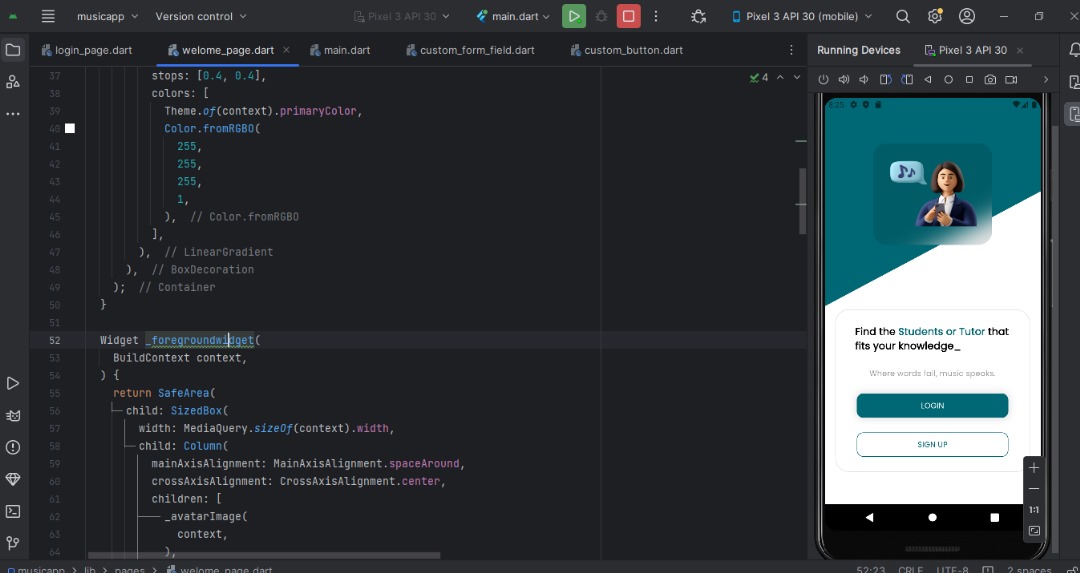 musicapp
Version control
Pixel 3 API 30
main.dart
Pixel 3 API 30 (mobile)
login_page.dart
welome_page.dart
main.dart
custom_form_field.dart
custom_button.dart
Running Devices
Pixel 3 API 30
4
37 stops: [0.4, 0.4],
38 colors: [
39 Theme.of(context).primaryColor,
40 Color.fromRGBO(
41 255,
42 255,
43 255,
44 1,
45 ), // Color.fromRGBO
46 ],
47 ), // LinearGradient
48 ), // BoxDecoration
49 ); // Container
50 }
51
52 Widget _foregroundwidget(
53 BuildContext context,
54 ) {
55 return SafeArea(
56 child: SizedBox(
57 width: MediaQuery.sizeOf(context).width,
58 child: Column(
59 mainAxisAlignment: MainAxisAlignment.spaceAround,
60 crossAxisAlignment: CrossAxisAlignment.center,
61 children: [
62 _avatarImage(
63 context,
64 ),
6:25
Find the Students or Tutor that
fits your knowledge_
Where words fail, music speaks.
LOGIN
SIGN UP
1:1
musicapp > lib > pages > welome_page.dart
52:23 CRLF UTF-8 2 spaces